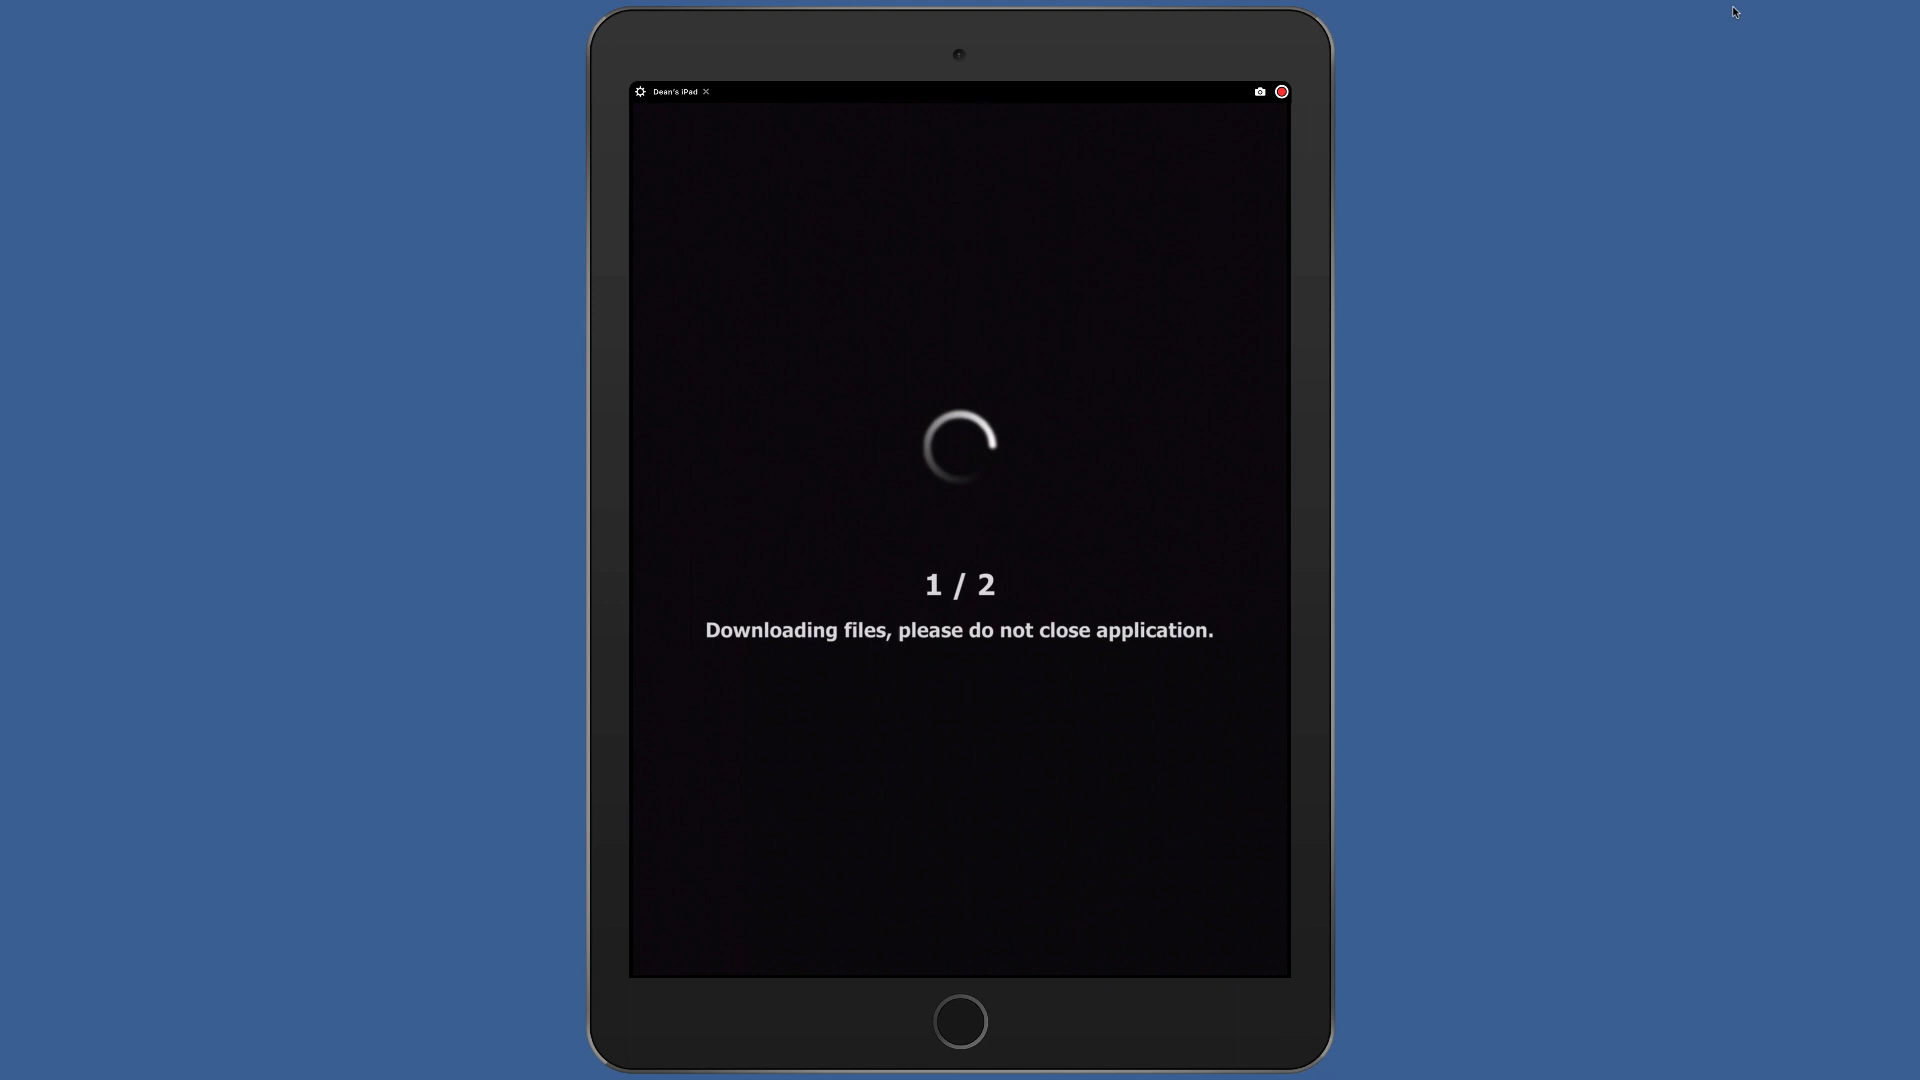 Dean's iPad
1 / 2
Downloading files, please do not close application.